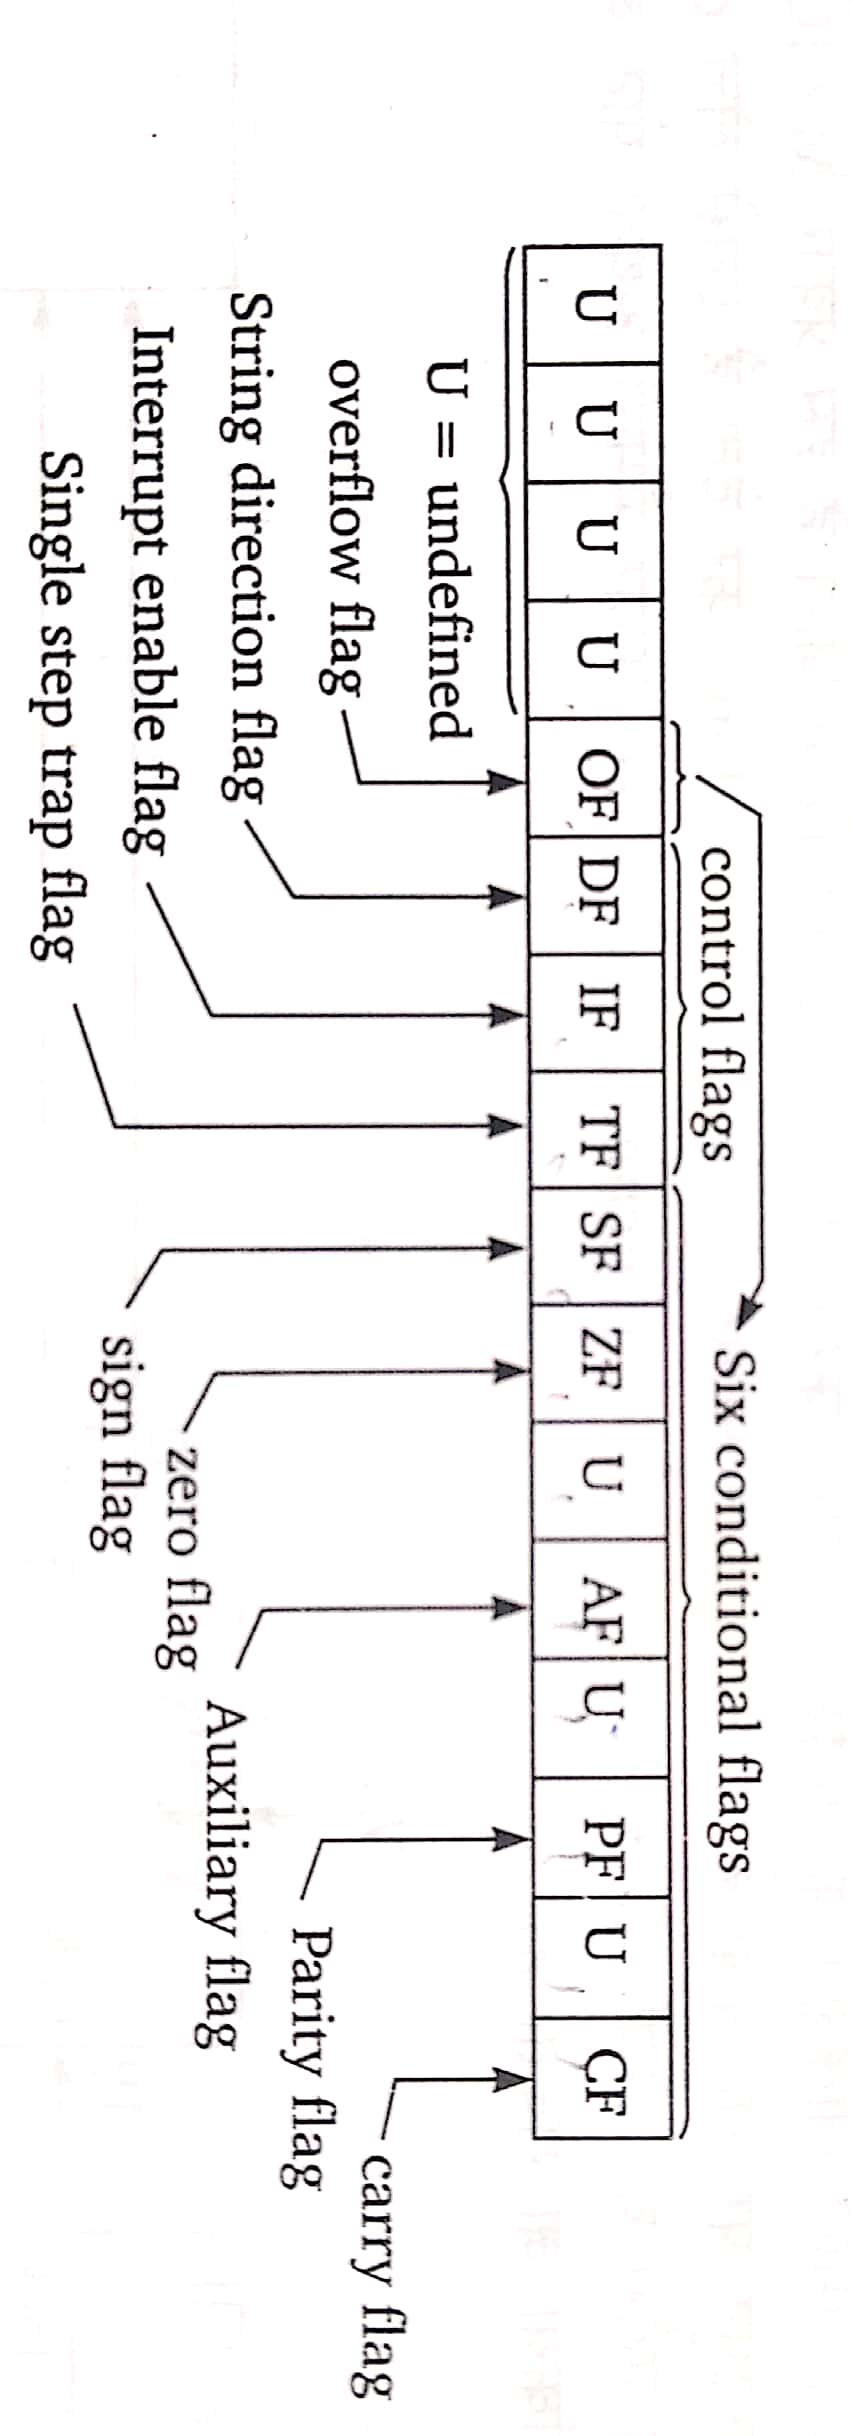 control flags
Six conditional flags
U U U U OF DF IF TF SF ZF U AF U PF U CF
U = undefined
overflow flag
String direction flag
Interrupt enable flag
Single step trap flag
carry flag
Parity flag
Auxiliary flag
zero flag
sign flag